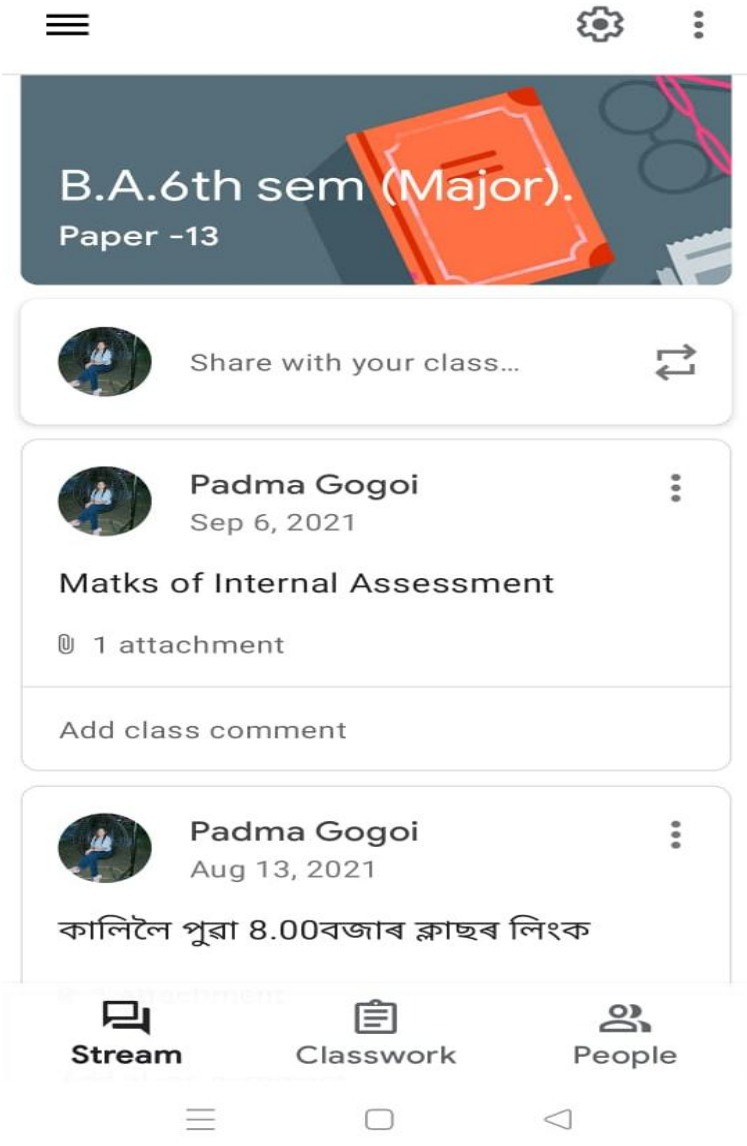 B.A.6th sem (Major).
Paper -13
Share with your class...
Padma Gogoi
Sep 6, 2021
Matks of Internal Assessment
1 attachment
Add class comment
Padma Gogoi
Aug 13, 2021
কালিলৈ পুৱা 8.00বজাৰ ক্লাছৰ লিংক
Stream
Classwork
People